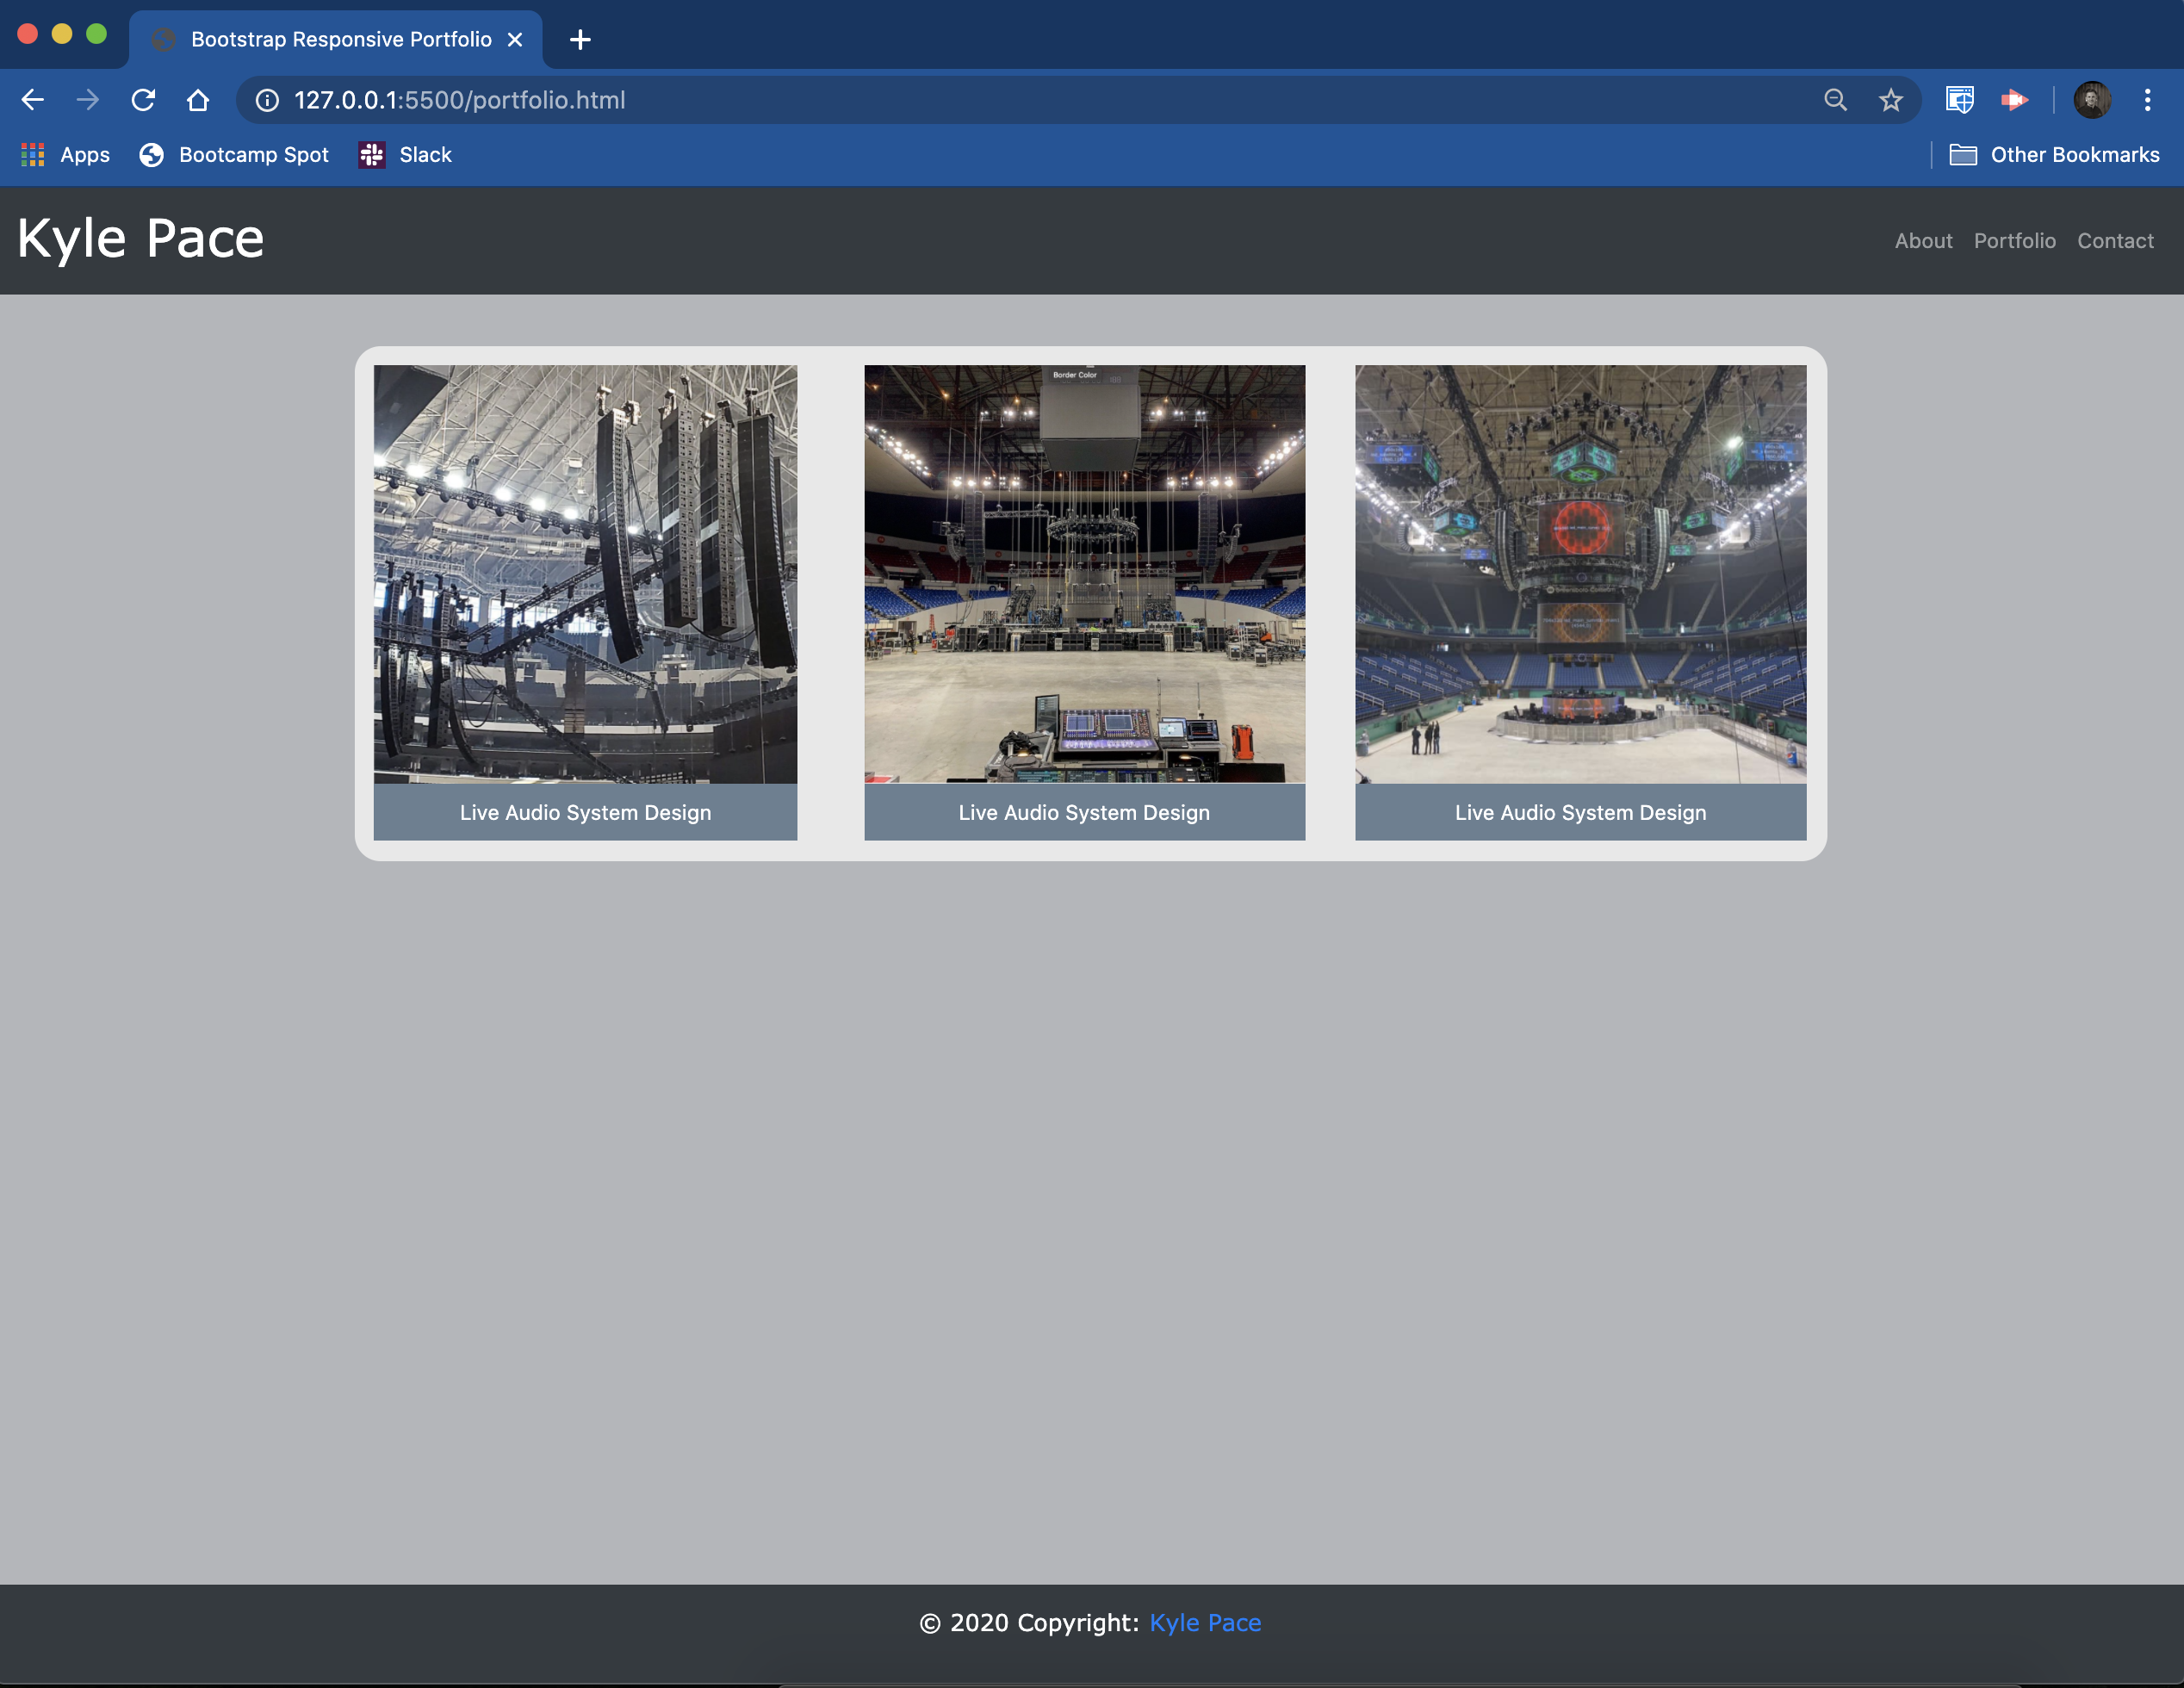 Bootstrap Responsive Portfolio
127.0.0.1:5500/portfolio.html
Apps Bootcamp Spot Slack Other Bookmarks
Kyle Pace About Portfolio Contact
Border Color
Live Audio System Design Live Audio System Design Live Audio System Design
© 2020 Copyright: Kyle Pace